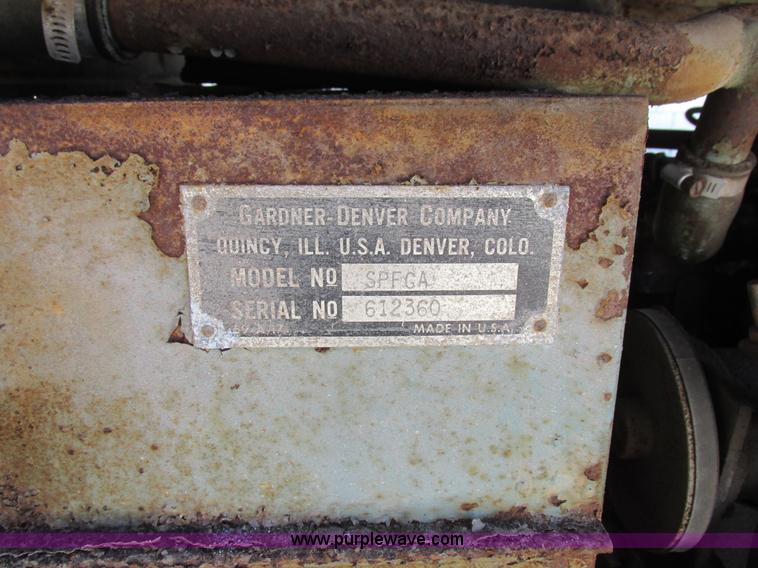 GARDNER-DENVER COMPANY
QUINCY, ILL. U.S.A. DENVER, COLO.
MODEL NO SPFGA
SERIAL NO 612360
MADE IN U.S.A.
www.purplewave.com